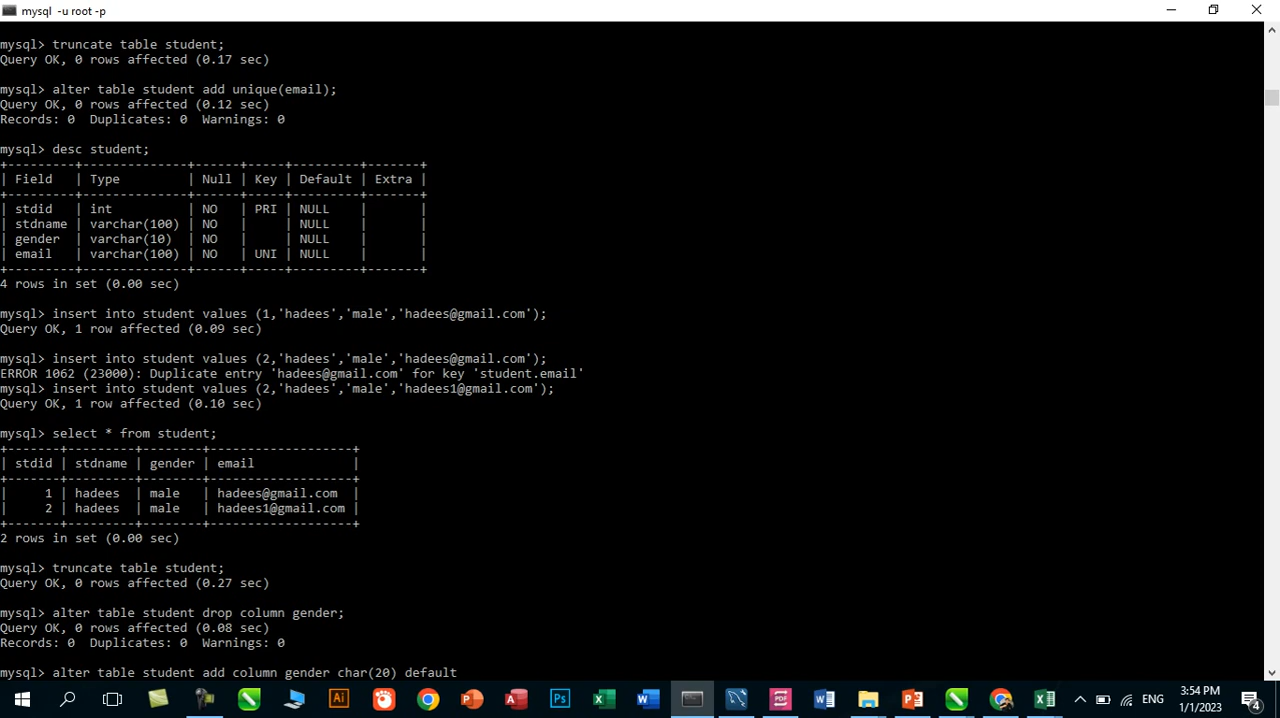 mysql -u root -p
mysql> truncate table student;
Query OK, 0 rows affected (0.17 sec)
mysql> alter table student add unique(email);
Query OK, 0 rows affected (0.12 sec)
Records: 0  Duplicates: 0  Warnings: 0
mysql> desc student;
+---------+--------------+------+-----+---------+-------+
| Field   | Type         | Null | Key | Default | Extra |
+---------+--------------+------+-----+---------+-------+
| stdid   | int          | NO   | PRI | NULL    |       |
| stdname | varchar(100) | NO   |     | NULL    |       |
| gender  | varchar(10)  | NO   |     | NULL    |       |
| email   | varchar(100) | NO   | UNI | NULL    |       |
+---------+--------------+------+-----+---------+-------+
4 rows in set (0.00 sec)
mysql> insert into student values (1,'hadees','male','hadees@gmail.com');
Query OK, 1 row affected (0.09 sec)
mysql> insert into student values (2,'hadees','male','hadees@gmail.com');
ERROR 1062 (23000): Duplicate entry 'hadees@gmail.com' for key 'student.email'
mysql> insert into student values (2,'hadees','male','hadees1@gmail.com');
Query OK, 1 row affected (0.10 sec)
mysql> select * from student;
+-------+---------+--------+-------------------+
| stdid | stdname | gender | email             |
+-------+---------+--------+-------------------+
|     1 | hadees  | male   | hadees@gmail.com  |
|     2 | hadees  | male   | hadees1@gmail.com |
+-------+---------+--------+-------------------+
2 rows in set (0.00 sec)
mysql> truncate table student;
Query OK, 0 rows affected (0.27 sec)
mysql> alter table student drop column gender;
Query OK, 0 rows affected (0.08 sec)
Records: 0  Duplicates: 0  Warnings: 0
mysql> alter table student add column gender char(20) default
Ai
Ps
PDF
ENG
3:54 PM
1/1/2023
4